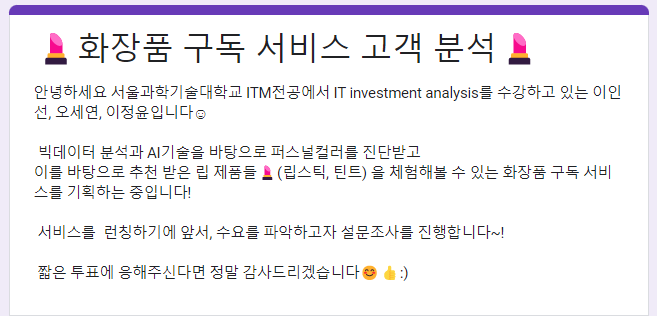 💄 화장품 구독 서비스 고객 분석 💄
안녕하세요 서울과학기술대학교 ITM전공에서 IT investment analysis를 수강하고 있는 이인
선, 오세연, 이정윤입니다☺
빅데이터 분석과 AI기술을 바탕으로 퍼스널컬러를 진단받고
이를 바탕으로 추천 받은 립 제품들💄(립스틱, 틴트) 을 체험해볼 수 있는 화장품 구독 서비
스를 기획하는 중입니다!
서비스를  런칭하기에 앞서, 수요를 파악하고자 설문조사를 진행합니다~!
짧은 투표에 응해주신다면 정말 감사드리겠습니다😊👍:)